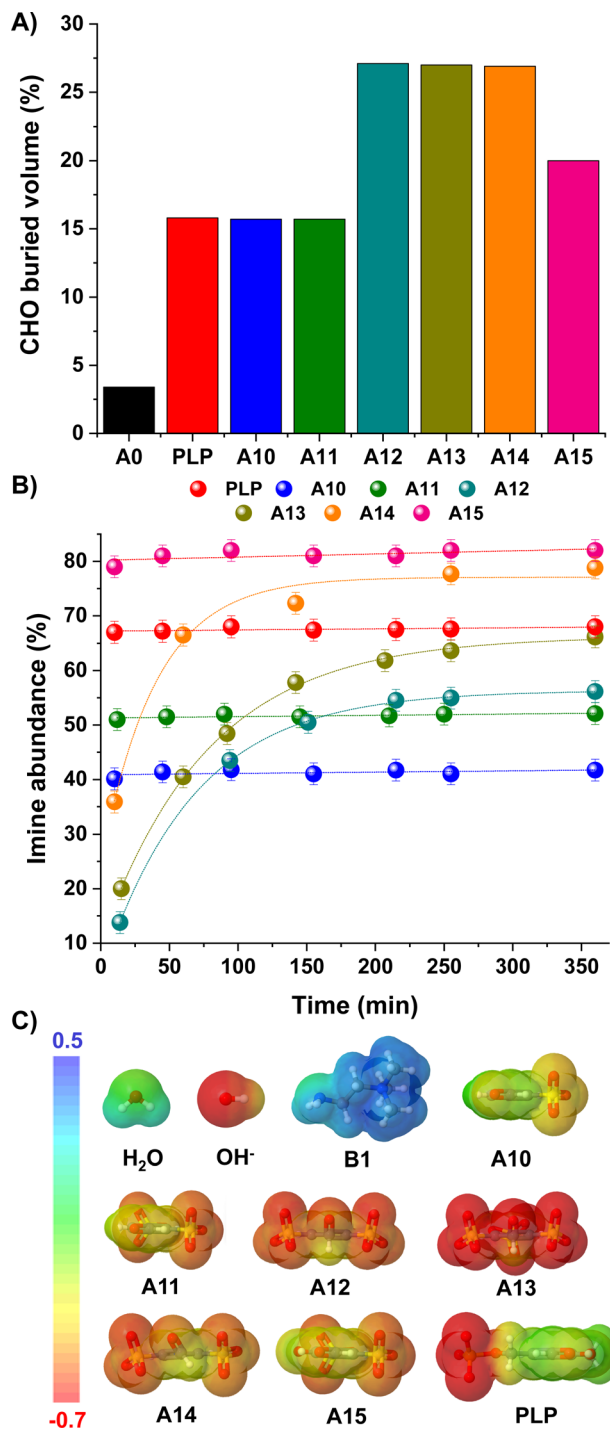 A)
CHO buried volume (%)
30
25
20
15
10
5
0
A0 PLP A10 A11 A12 A13 A14 A15
B)
PLP A10 A11 A12
A13 A14 A15
Imine abundance (%)
80
70
60
50
40
30
20
10
0 50 100 150 200 250 300 350
Time (min)
C)
0.5
H₂O OH⁻ B1 A10
A11 A12 A13
A14 A15 PLP
-0.7